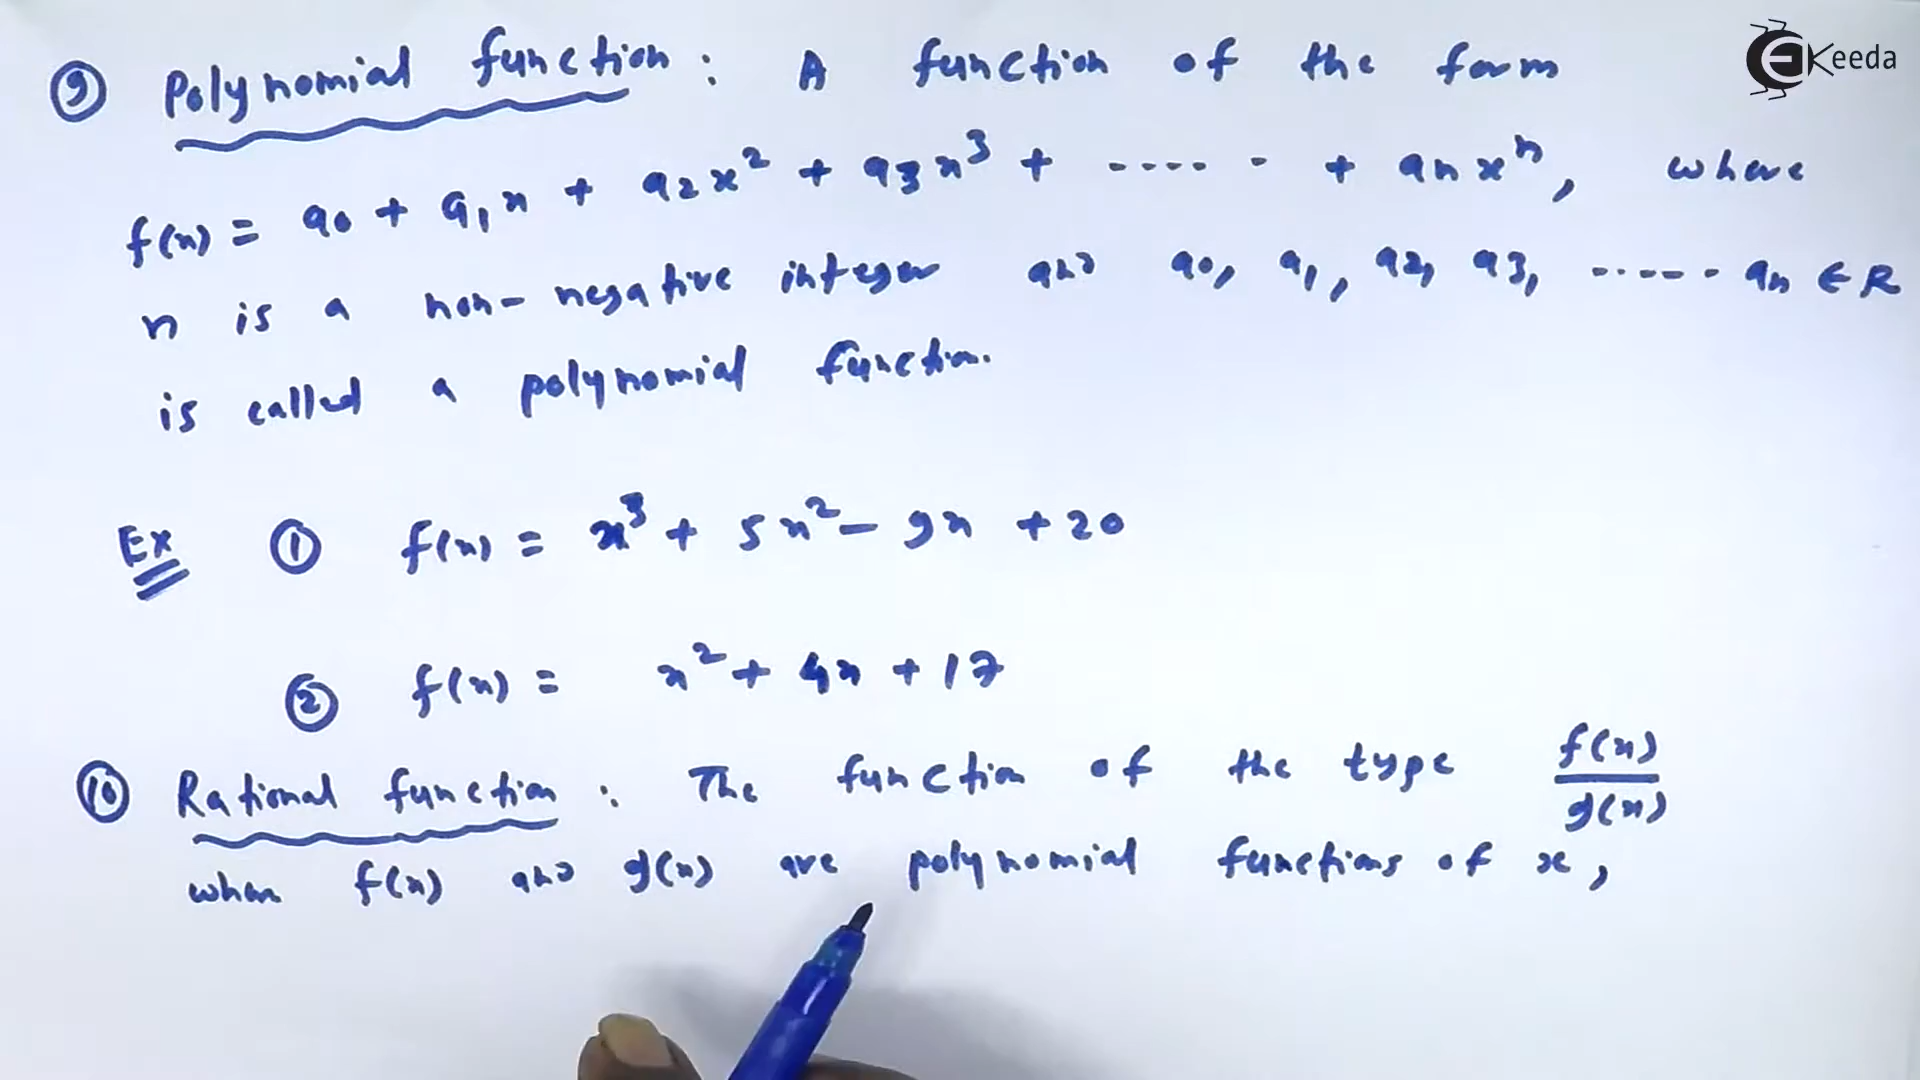 ⑨ Polynomial function : A function of the form
f(x) = a0 + a1x + a2x² + a3x³ + ..... + anxⁿ, where
n is a non-negative integer and a0, a1, a2, a3, ...... an ∈ R
is called a polynomial function.
Ex ① f(x) = x³ + 5x² - 9x + 20
② f(x) = x² + 4x + 17
⑩ Rational function : The function of the type f(x)/g(x)
where f(x) and g(x) are polynomial functions of x,
EKeeda